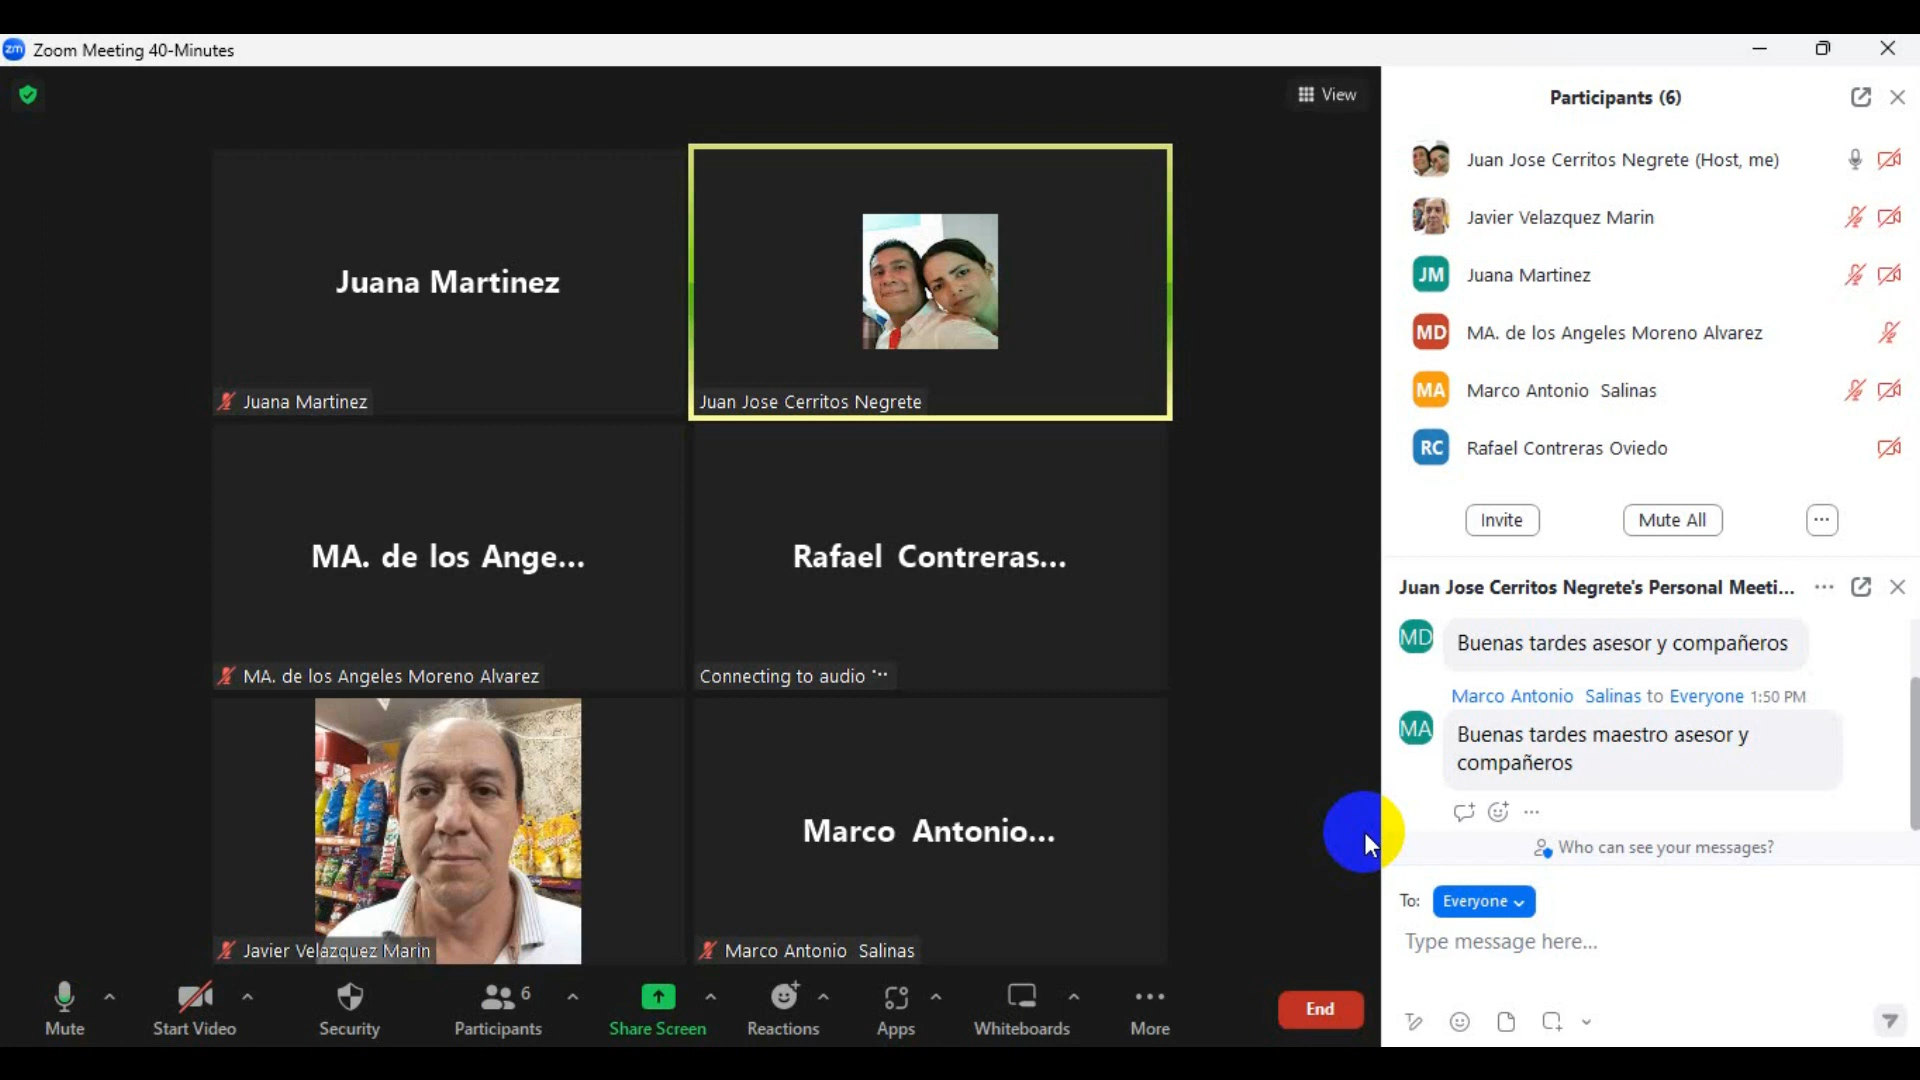 zm Zoom Meeting 40-Minutes
View
Juana Martinez
Juana Martinez
Juan Jose Cerritos Negrete
MA. de los Ange...
MA. de los Angeles Moreno Alvarez
Rafael Contreras...
Connecting to audio ...
Javier Velazquez Marin
Marco Antonio...
Marco Antonio Salinas
Mute
Start Video
Security
6
Participants
Share Screen
Reactions
Apps
Whiteboards
More
End
Participants (6)
Juan Jose Cerritos Negrete (Host, me)
Javier Velazquez Marin
JM Juana Martinez
MD MA. de los Angeles Moreno Alvarez
MA Marco Antonio Salinas
RC Rafael Contreras Oviedo
Invite Mute All ...
Juan Jose Cerritos Negrete's Personal Meeti... ...
MD Buenas tardes asesor y compañeros
Marco Antonio Salinas to Everyone 1:50 PM
MA Buenas tardes maestro asesor y
compañeros
Who can see your messages?
To: Everyone
Type message here...